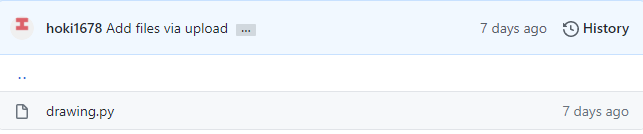 hoki1678 Add files via upload ... 7 days ago History
..
drawing.py 7 days ago